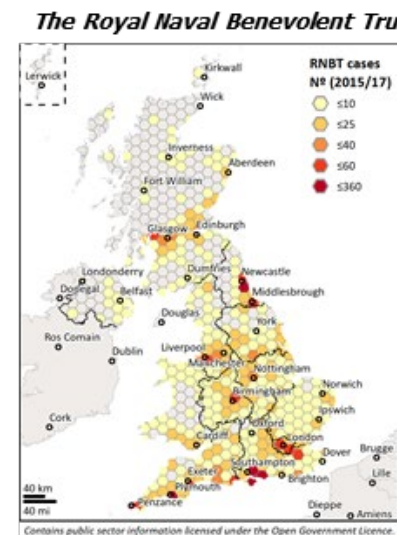 The Royal Naval Benevolent Tru
RNBT cases
Nº (2015/17)
≤10
≤25
≤40
≤60
≤360
Lerwick
Kirkwall
Wick
Inverness
Aberdeen
Fort William
Glasgow
Edinburgh
Londonderry
Dumfries
Newcastle
Donegal
Belfast
Middlesbrough
Douglas
York
Ros Comain
Dublin
Liverpool
Manchester
Nottingham
Norwich
Birmingham
Ipswich
Cork
Oxford
Cardiff
London
Dover
Brugge
Southampton
Exeter
Brighton
Lille
Plymouth
Penzance
40 km
40 mi
Dieppe
Amiens
Contains public sector information licensed under the Open Government Licence.